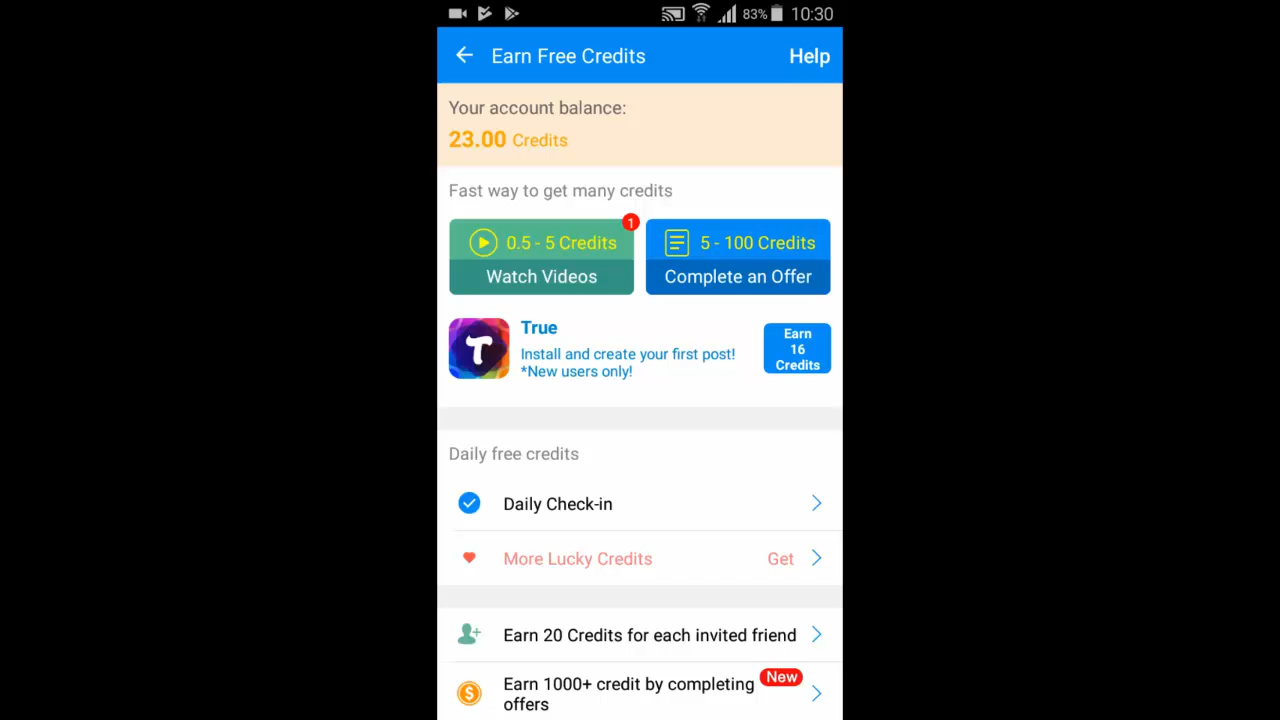 83% 10:30
Earn Free Credits Help
Your account balance:
23.00 Credits
Fast way to get many credits
1
0.5 - 5 Credits
Watch Videos
5 - 100 Credits
Complete an Offer
T
True
Install and create your first post!
*New users only!
Earn
16
Credits
Daily free credits
Daily Check-in
More Lucky Credits Get
Earn 20 Credits for each invited friend
Earn 1000+ credit by completing
offers
New